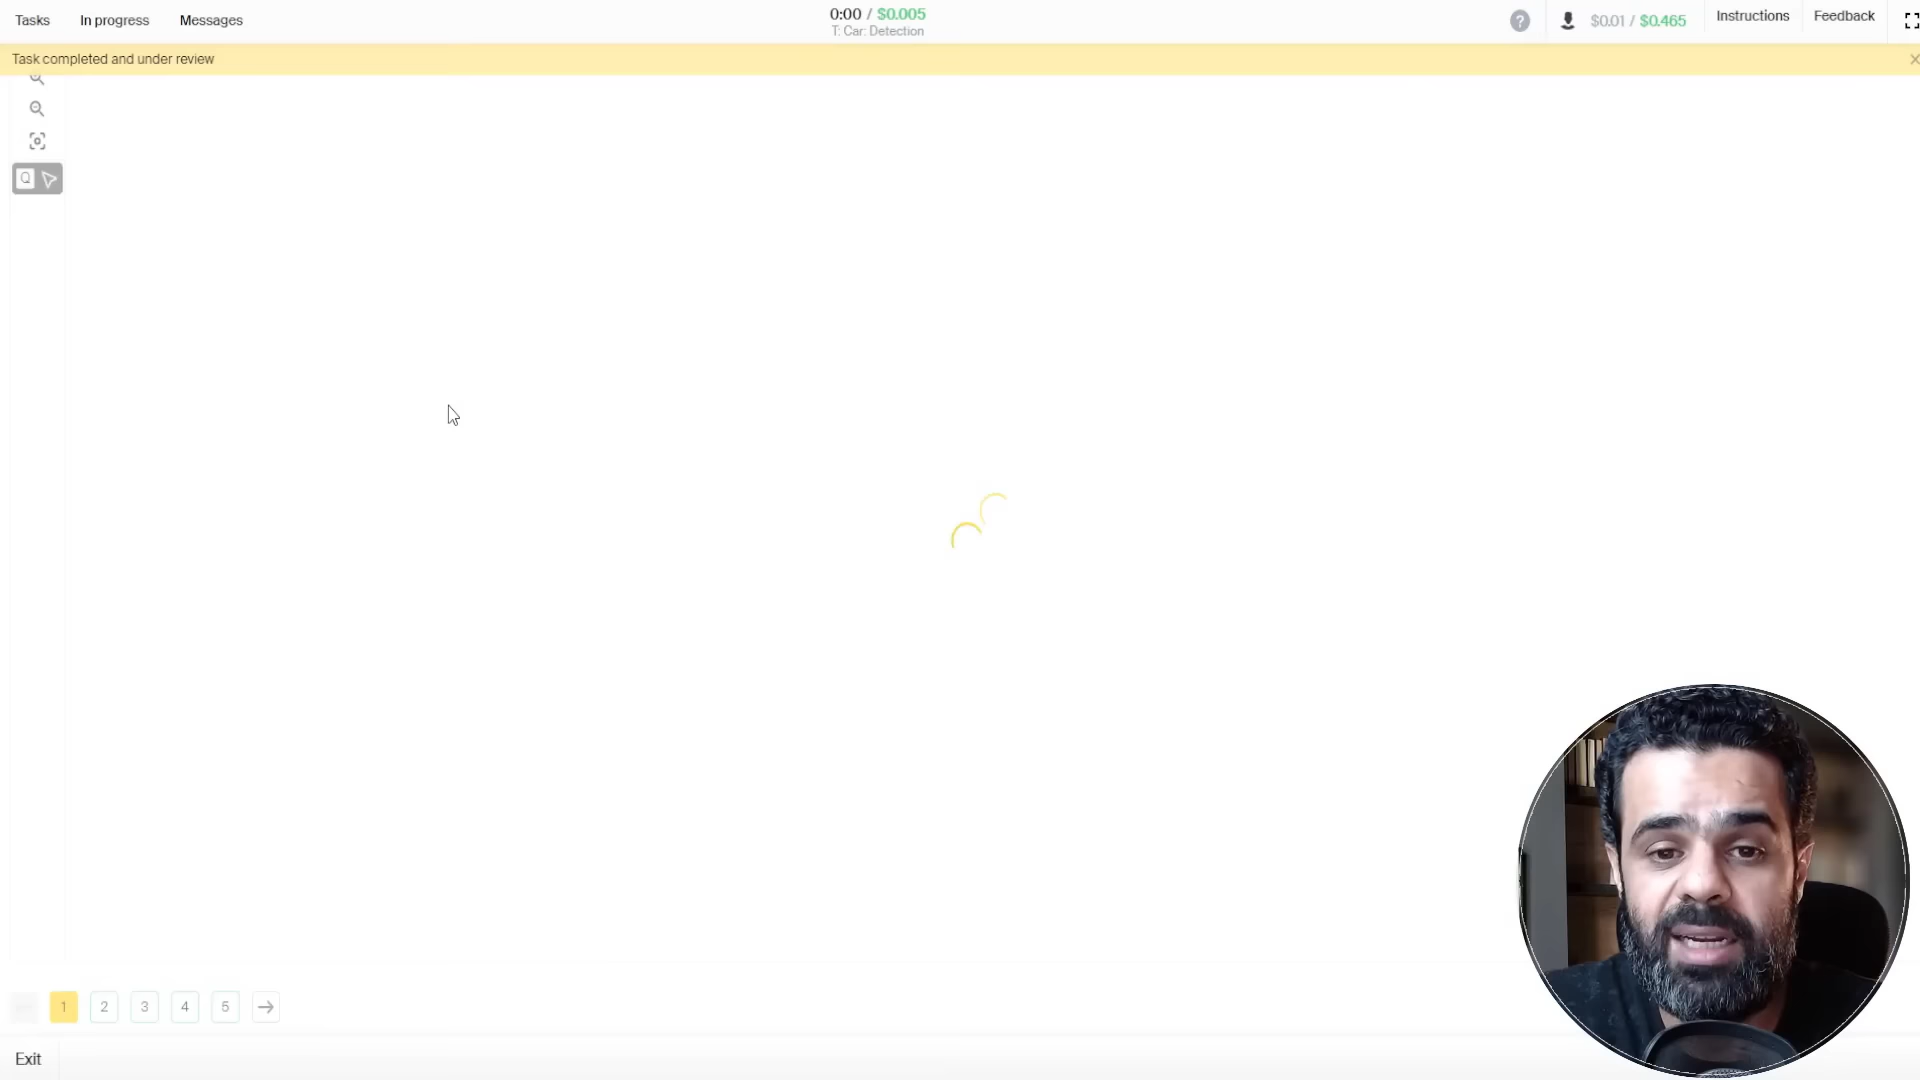 Tasks In progress Messages
0:00 / $0.005
T: Car: Detection
? $0.01 / $0.465 Instructions Feedback
Task completed and under review
Q
1 2 3 4 5
Exit